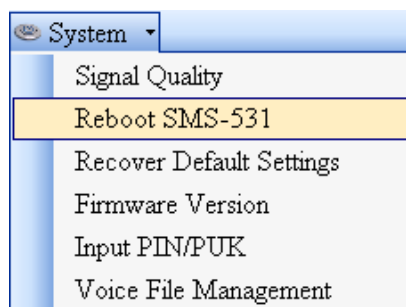 System
Signal Quality
Reboot SMS-531
Recover Default Settings
Firmware Version
Input PIN/PUK
Voice File Management